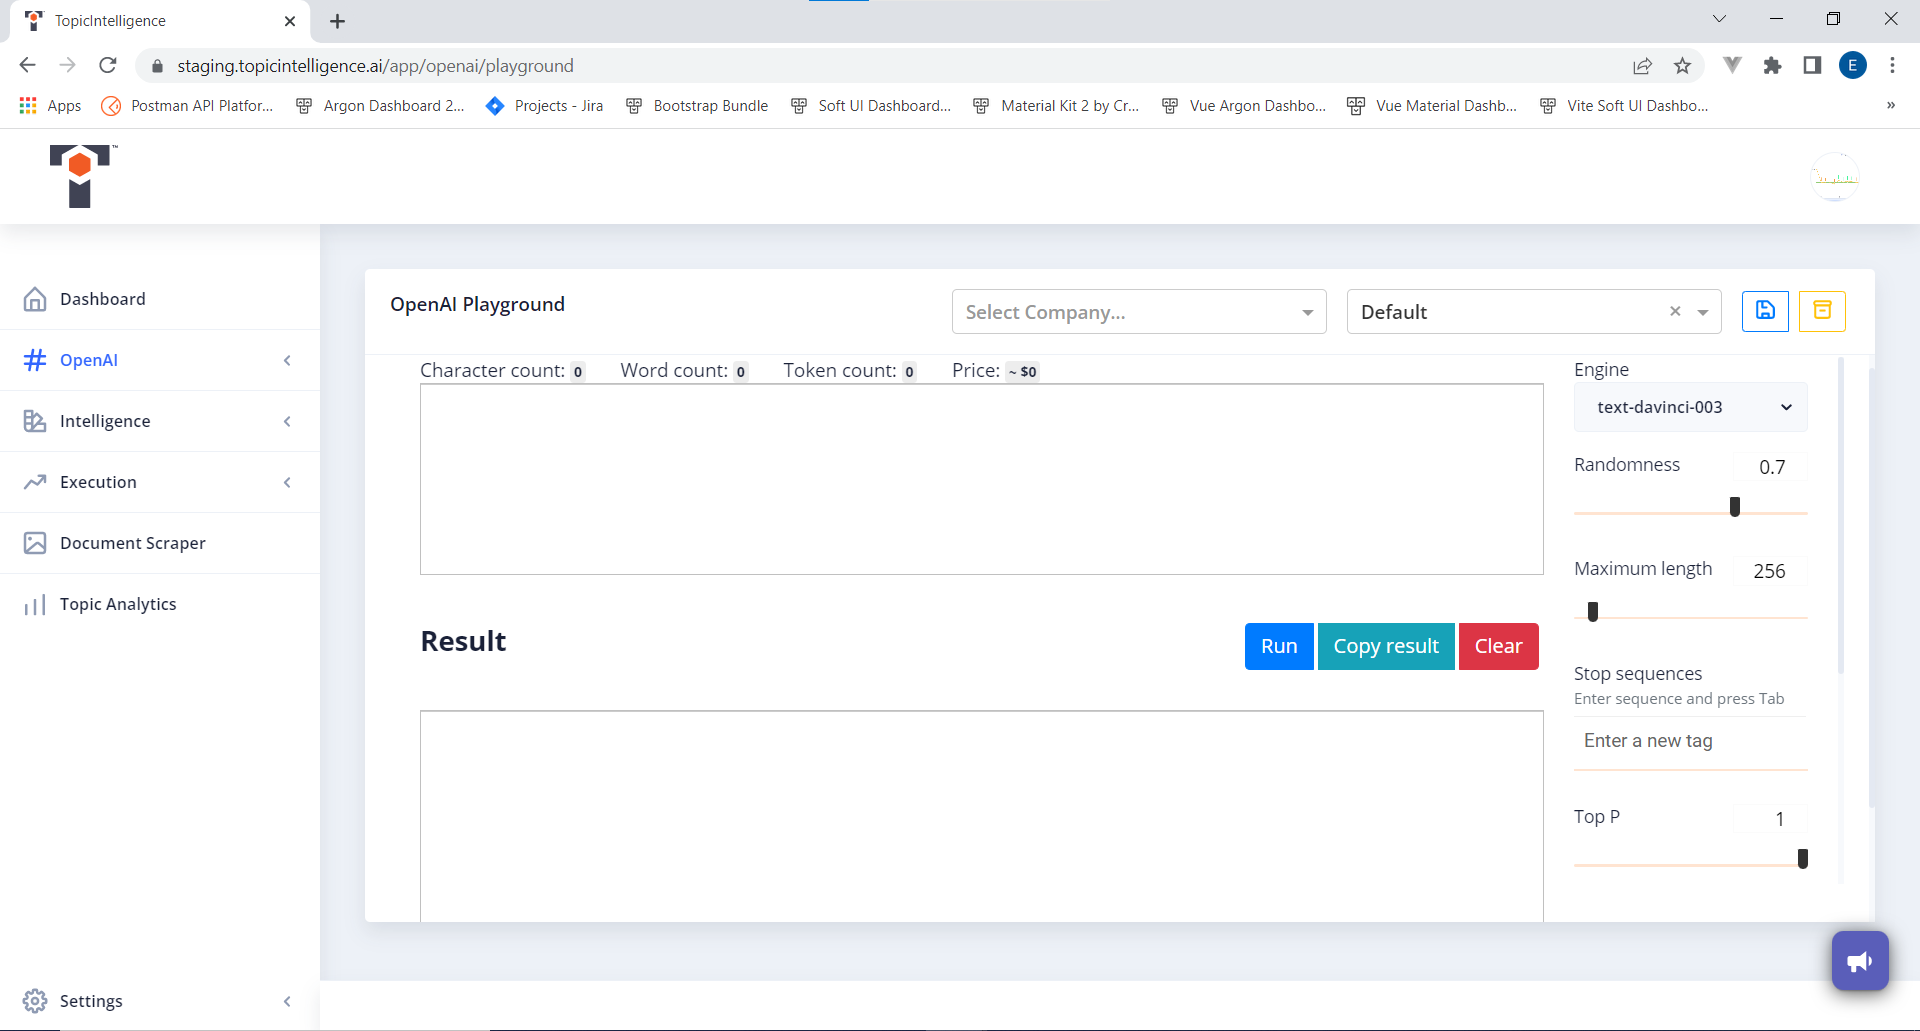 TopicIntelligence
staging.topicintelligence.ai/app/openai/playground
E
Apps
Postman API Platfor...
Argon Dashboard 2...
Projects - Jira
Bootstrap Bundle
Soft UI Dashboard...
Material Kit 2 by Cr...
Vue Argon Dashbo...
Vue Material Dashb...
Vite Soft UI Dashbo...
»
TM
Dashboard
OpenAI
Intelligence
Execution
Document Scraper
Topic Analytics
Settings
OpenAI Playground
Select Company...
Default
Character count: 0 Word count: 0 Token count: 0 Price: ~ $0
Result
Run
Copy result
Clear
Engine
text-davinci-003
Randomness 0.7
Maximum length 256
Stop sequences
Enter sequence and press Tab
Enter a new tag
Top P 1